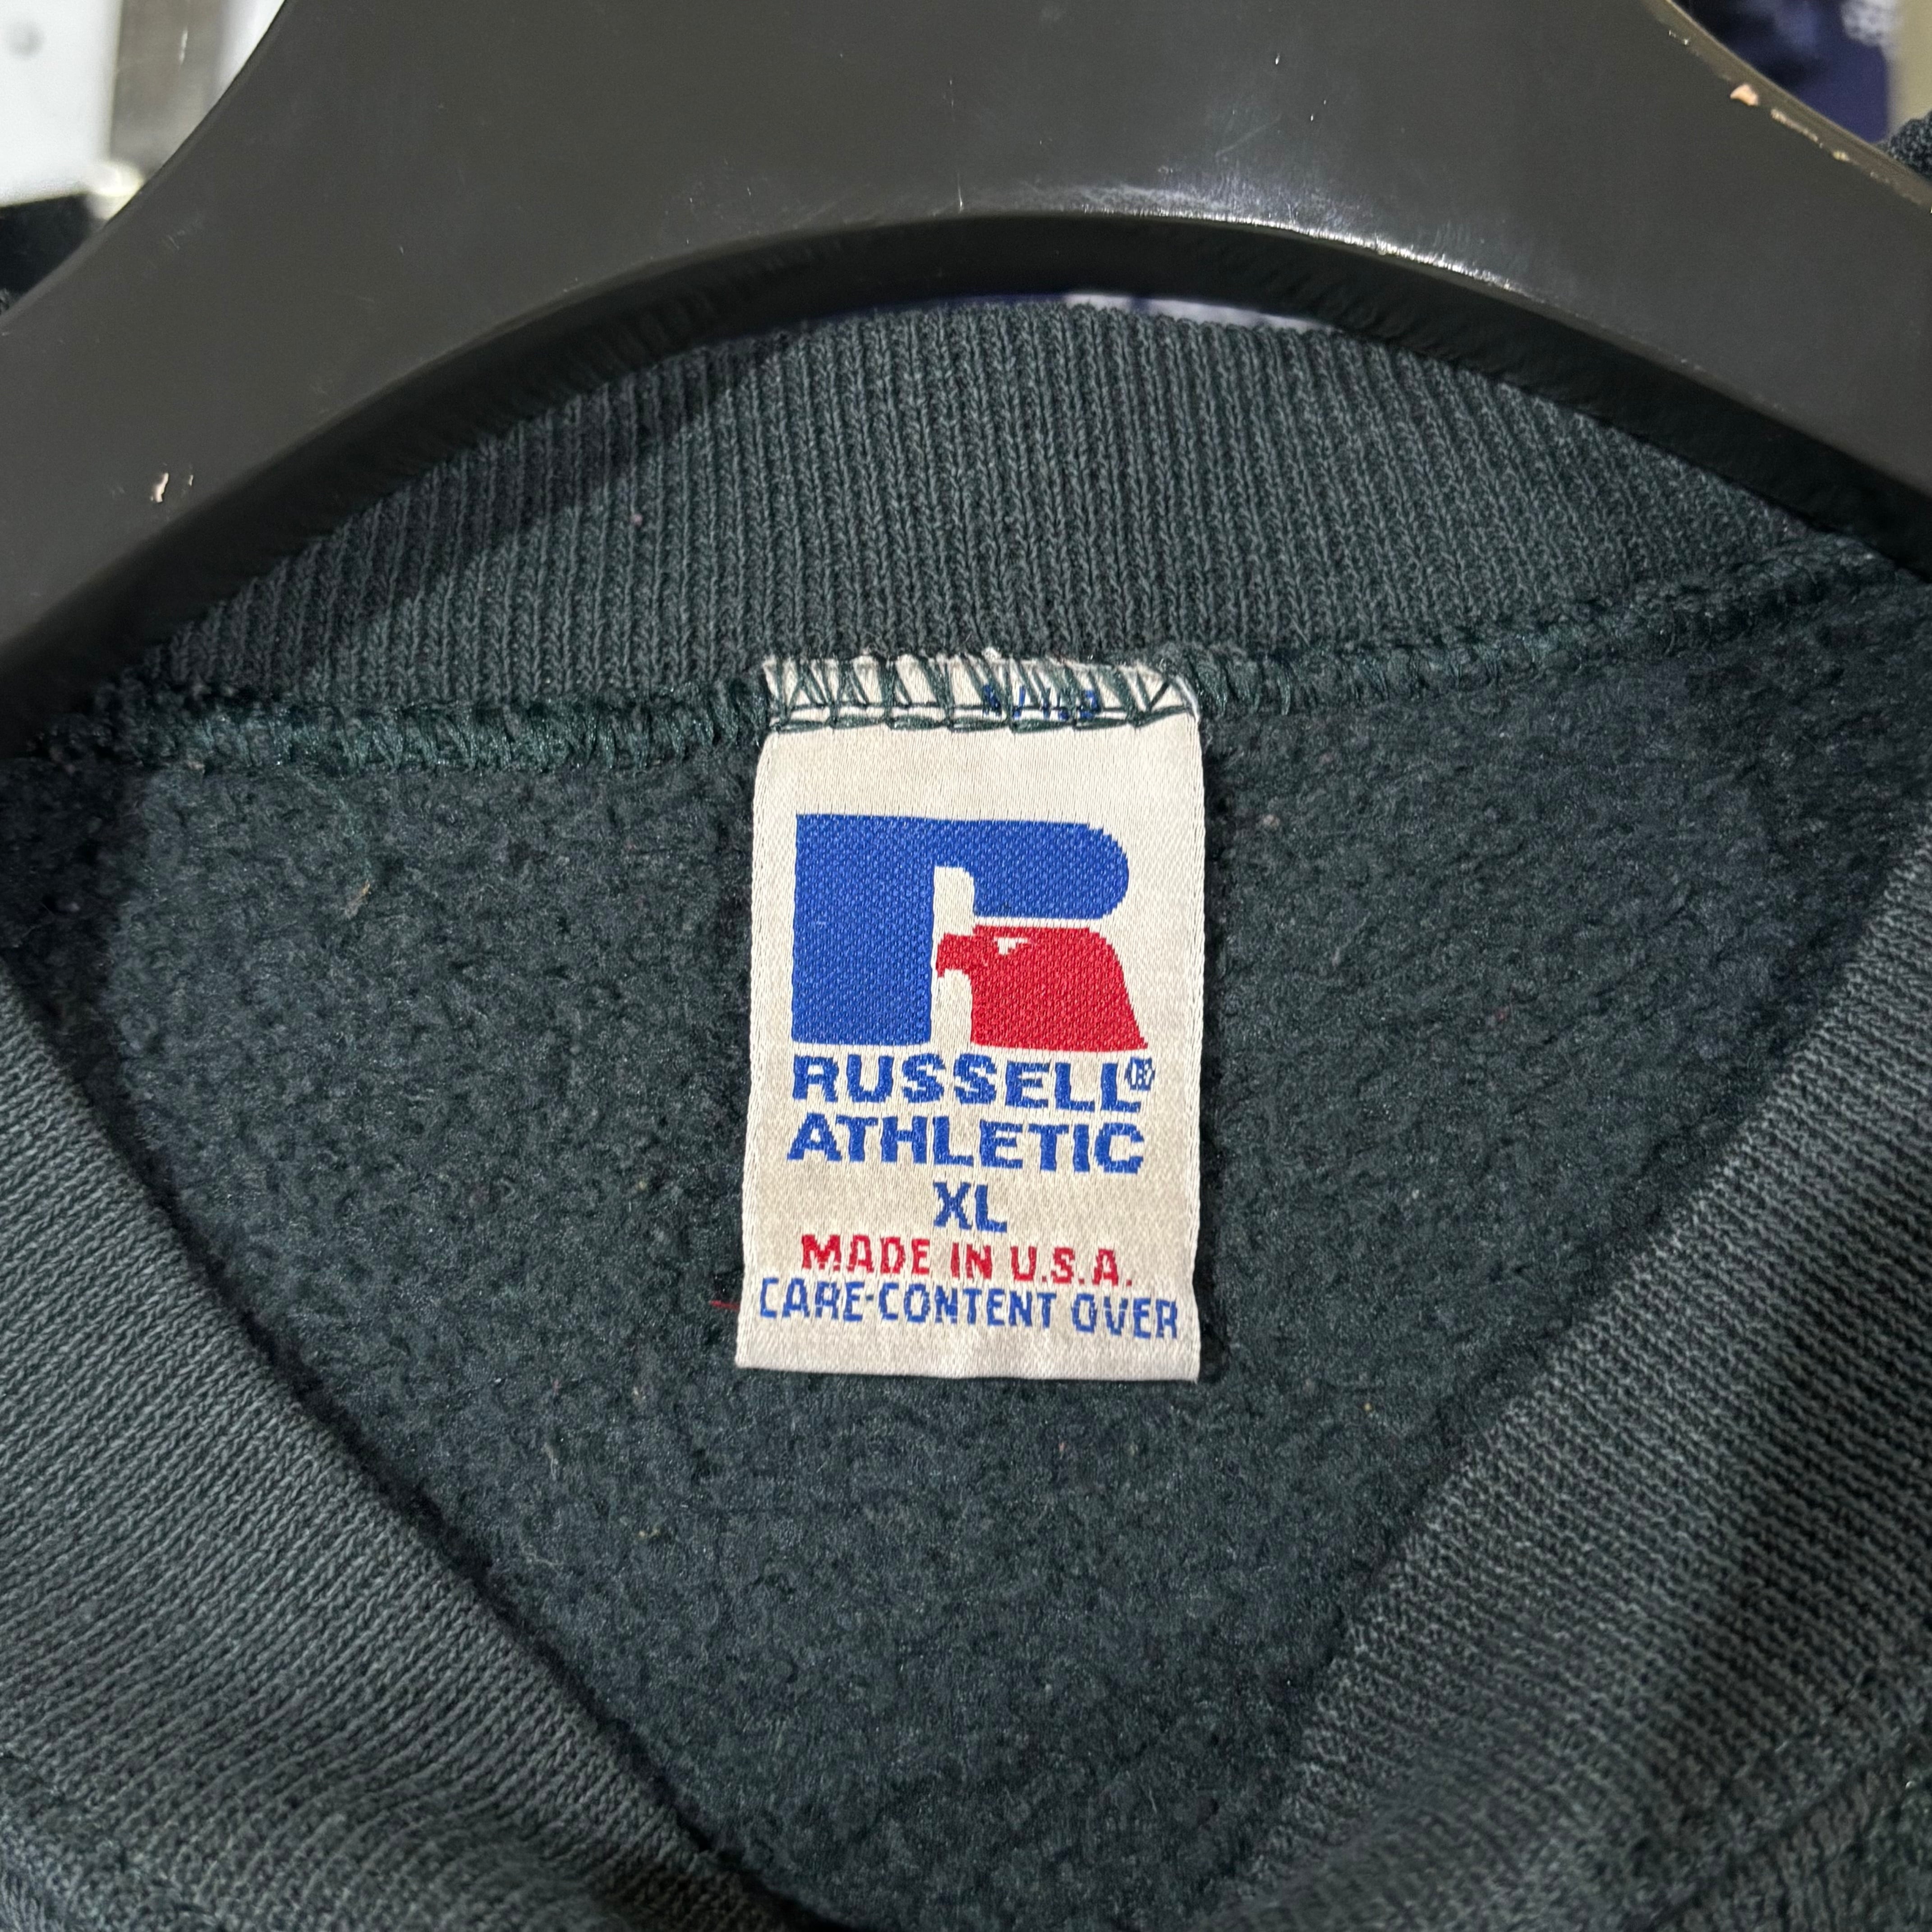 RUSSELL®
ATHLETIC
XL
MADE IN U.S.A.
CARE-CONTENT OVER